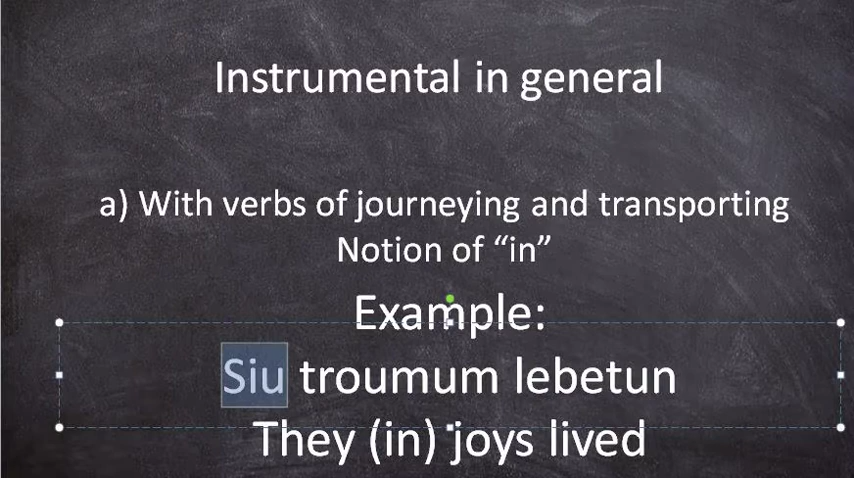 Instrumental in general
a) With verbs of journeying and transporting
Notion of “in”
Example:
Siu troumum lebetun
They (in) joys lived